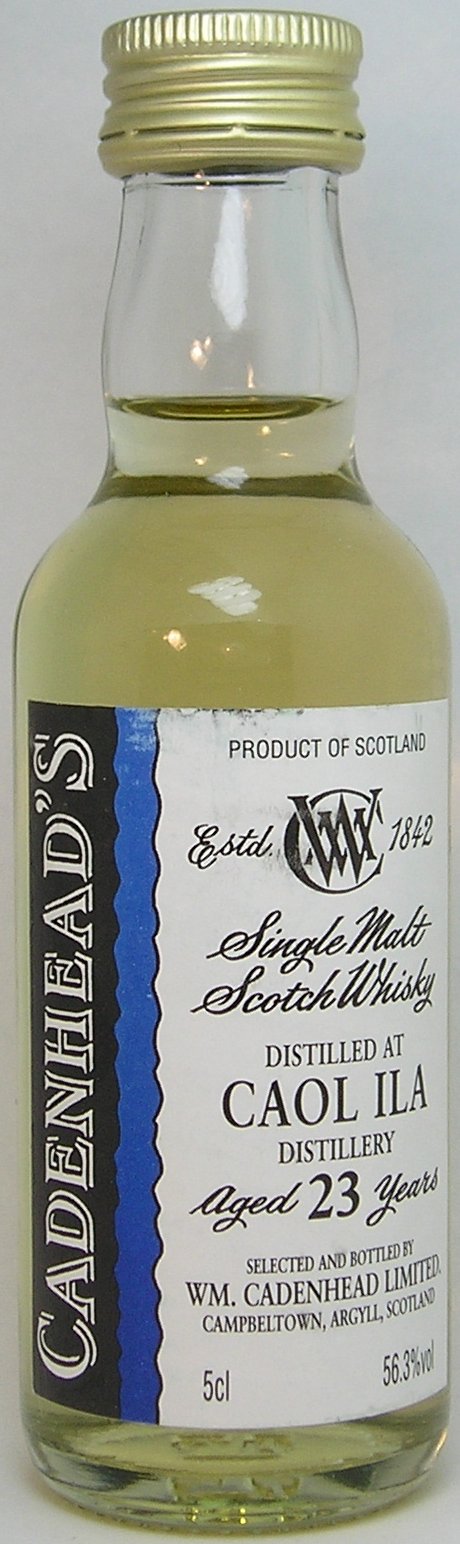 CADENHEAD'S
PRODUCT OF SCOTLAND
Estd. WC 1842
Single Malt
Scotch Whisky
DISTILLED AT
CAOL ILA
DISTILLERY
Aged 23 Years
SELECTED AND BOTTLED BY
WM. CADENHEAD LIMITED.
CAMPBELTOWN, ARGYLL, SCOTLAND
5cl 56.3%vol